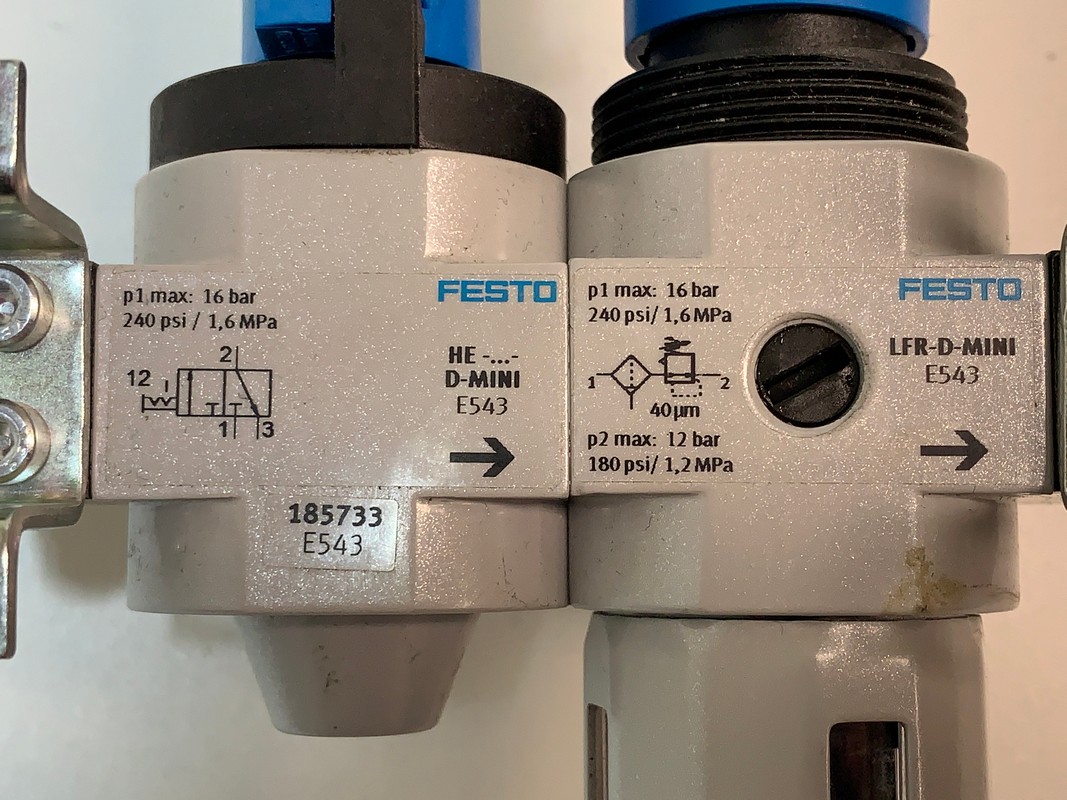 p1 max: 16 bar
240 psi / 1,6 MPa
FESTO
2
12
1
3
HE -...-
D-MINI
E543
185733
E543
p1 max: 16 bar
240 psi/ 1,6 MPa
FESTO
1
2
40 µm
LFR-D-MINI
E543
p2 max: 12 bar
180 psi/ 1,2 MPa